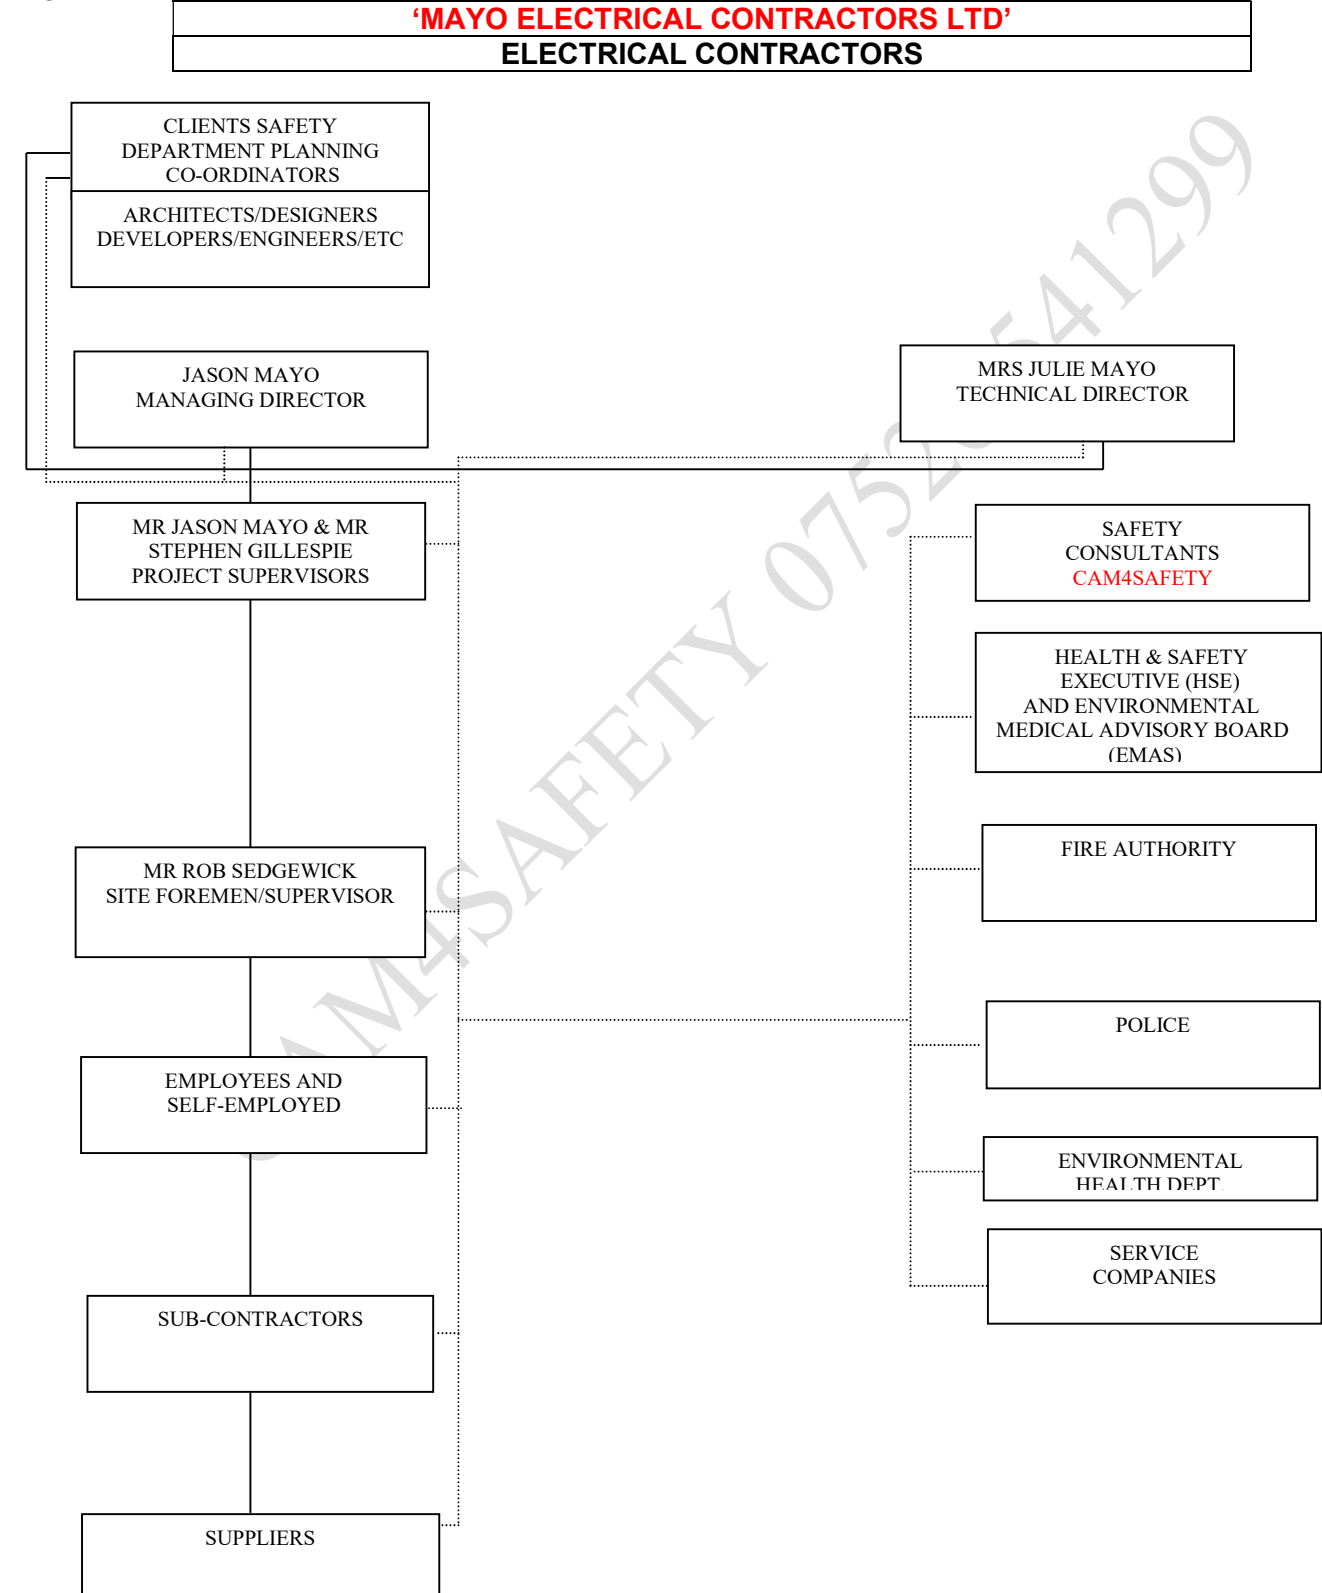 ‘MAYO ELECTRICAL CONTRACTORS LTD’
ELECTRICAL CONTRACTORS
CLIENTS SAFETY
DEPARTMENT PLANNING
CO-ORDINATORS
ARCHITECTS/DESIGNERS
DEVELOPERS/ENGINEERS/ETC
JASON MAYO
MANAGING DIRECTOR
MRS JULIE MAYO
TECHNICAL DIRECTOR
MR JASON MAYO & MR
STEPHEN GILLESPIE
PROJECT SUPERVISORS
SAFETY
CONSULTANTS
CAM4SAFETY
HEALTH & SAFETY
EXECUTIVE (HSE)
AND ENVIRONMENTAL
MEDICAL ADVISORY BOARD
(EMAS)
FIRE AUTHORITY
MR ROB SEDGEWICK
SITE FOREMEN/SUPERVISOR
POLICE
EMPLOYEES AND
SELF-EMPLOYED
ENVIRONMENTAL
HEALTH DEPT.
SERVICE
COMPANIES
SUB-CONTRACTORS
SUPPLIERS